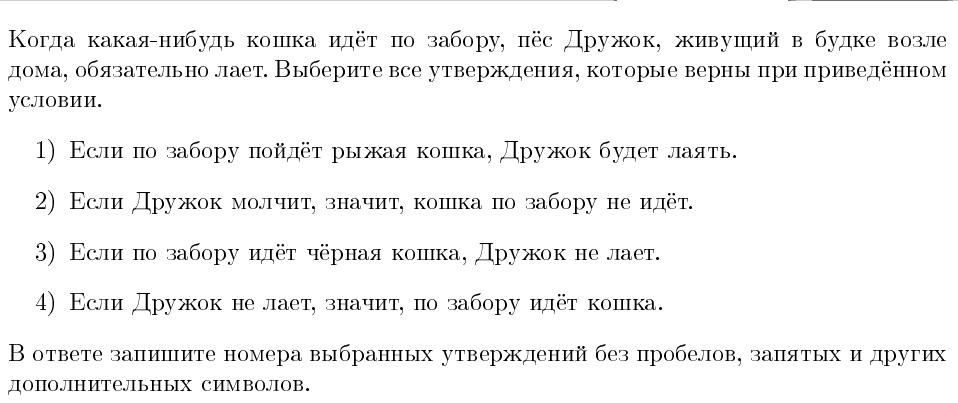 Когда какая-нибудь кошка идёт по забору, пёс Дружок, живущий в будке возле
дома, обязательно лает. Выберите все утверждения, которые верны при приведённом
условии.
1) Если по забору пойдёт рыжая кошка, Дружок будет лаять.
2) Если Дружок молчит, значит, кошка по забору не идёт.
3) Если по забору идёт чёрная кошка, Дружок не лает.
4) Если Дружок не лает, значит, по забору идёт кошка.
В ответе запишите номера выбранных утверждений без пробелов, запятых и других
дополнительных символов.